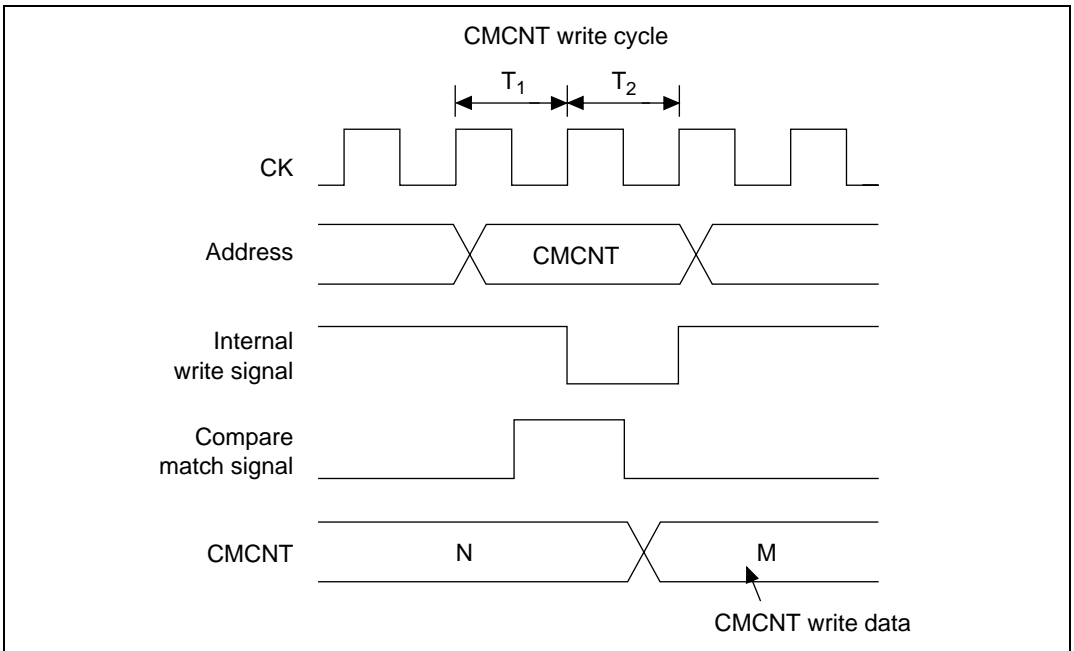 CMCNT write cycle
T1 T2
CK
Address CMCNT
Internal
write signal
Compare
match signal
CMCNT N M
CMCNT write data